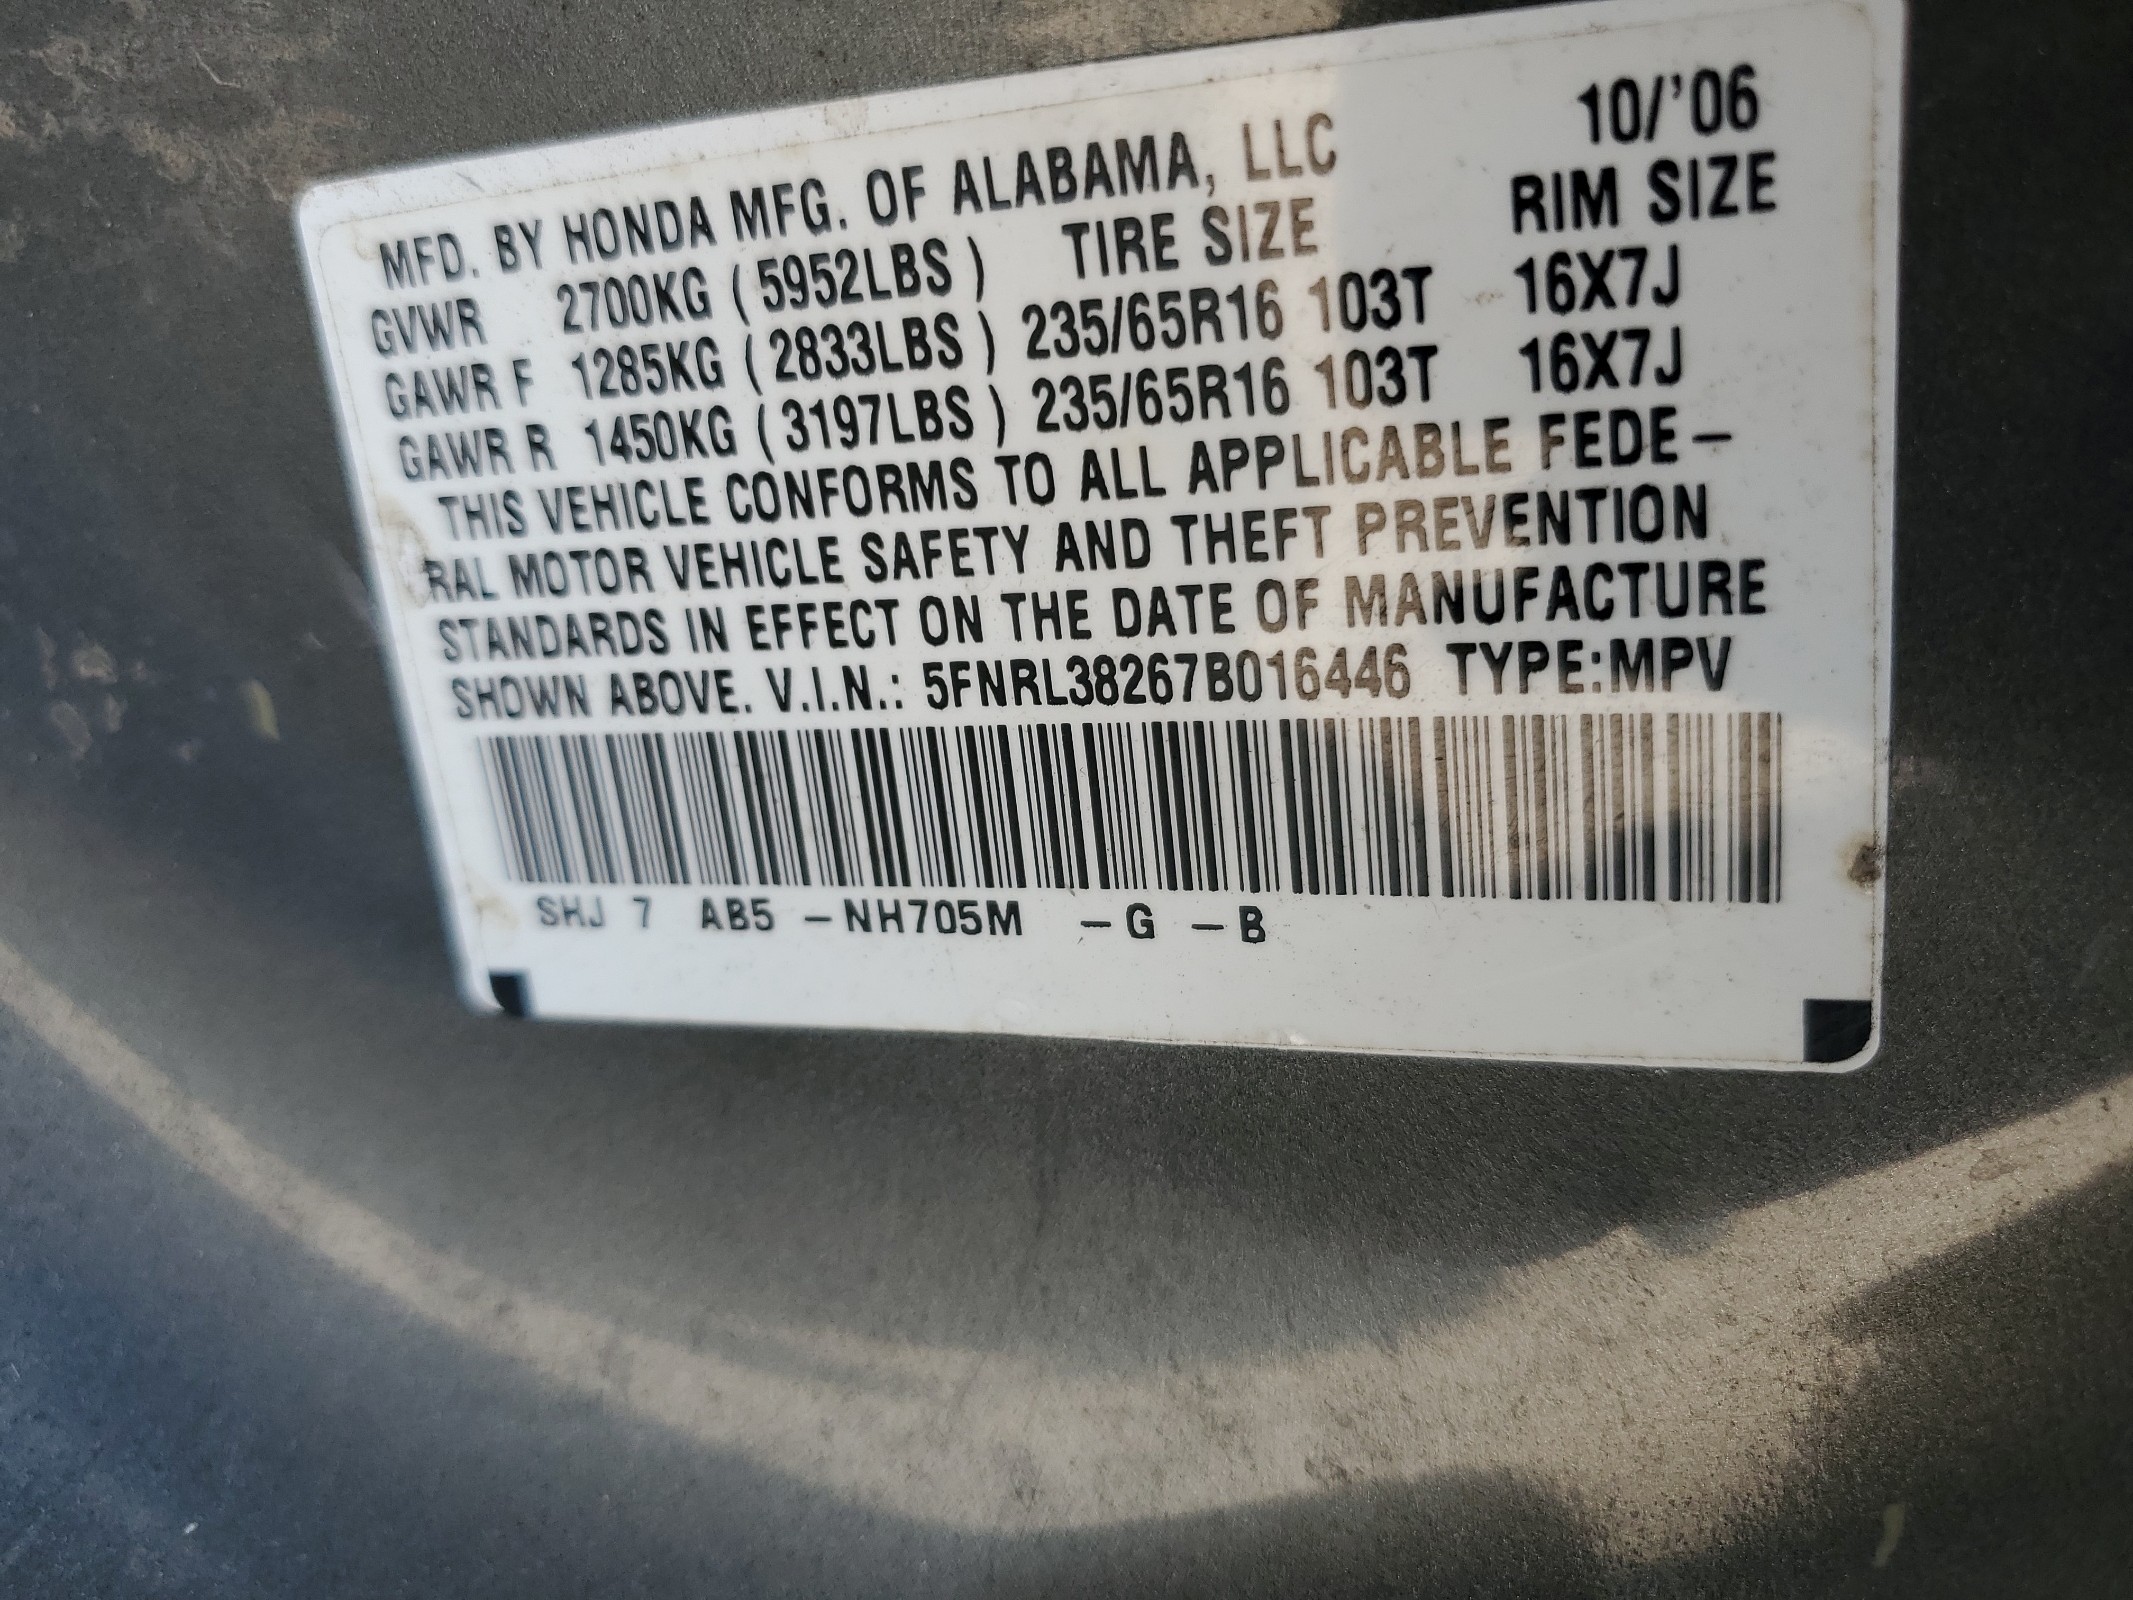 MFD. BY HONDA MFG. OF ALABAMA, LLC 10/'06
GVWR 2700KG ( 5952LBS ) TIRE SIZE RIM SIZE
GAWR F 1285KG ( 2833LBS ) 235/65R16 103T 16X7J
GAWR R 1450KG ( 3197LBS ) 235/65R16 103T 16X7J
THIS VEHICLE CONFORMS TO ALL APPLICABLE FEDE-
RAL MOTOR VEHICLE SAFETY AND THEFT PREVENTION
STANDARDS IN EFFECT ON THE DATE OF MANUFACTURE
SHOWN ABOVE. V.I.N.: 5FNRL38267B016446 TYPE:MPV
SHJ 7 AB5 -NH705M -G -B